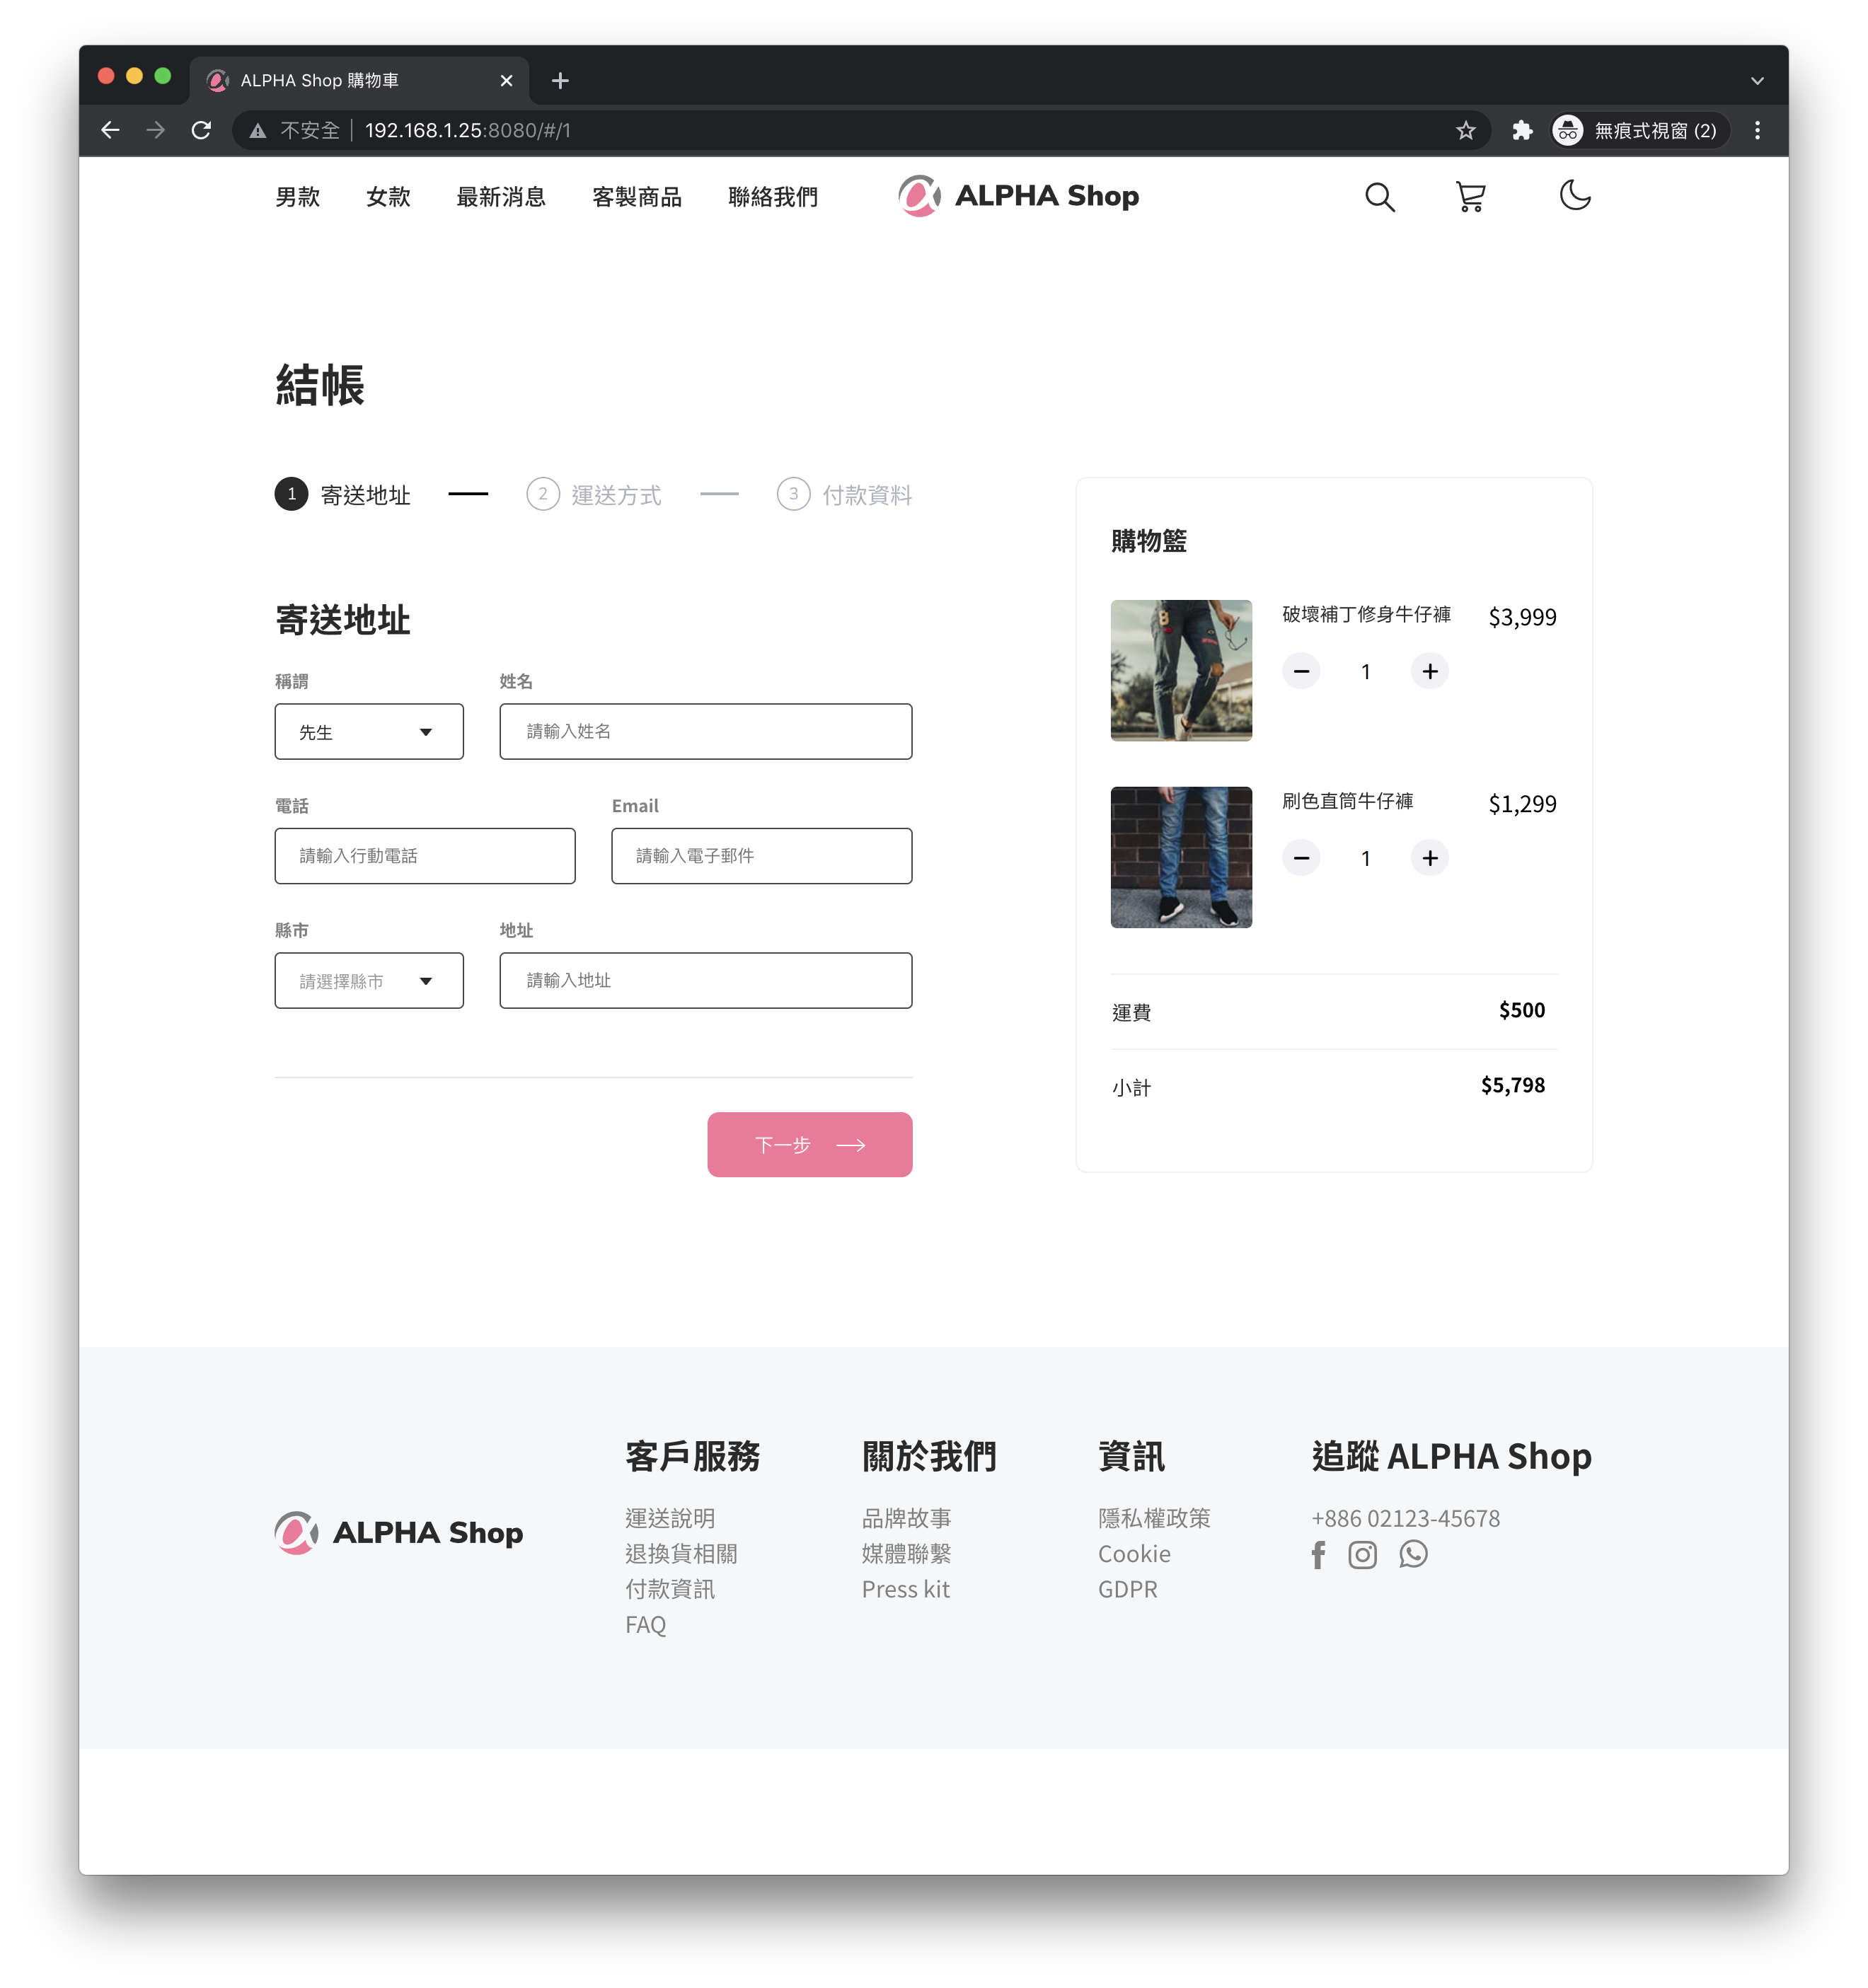 ALPHA Shop 購物車
不安全 192.168.1.25:8080/#/1 無痕式視窗 (2)
男款 女款 最新消息 客製商品 聯絡我們 ALPHA Shop
結帳
1 寄送地址 2 運送方式 3 付款資料
寄送地址
稱謂 姓名
先生 請輸入姓名
電話 Email
請輸入行動電話 請輸入電子郵件
縣市 地址
請選擇縣市 請輸入地址
下一步
購物籃
破壞補丁修身牛仔褲 $3,999
1
刷色直筒牛仔褲 $1,299
1
運費 $500
小計 $5,798
ALPHA Shop
客戶服務
運送說明
退換貨相關
付款資訊
FAQ
關於我們
品牌故事
媒體聯繫
Press kit
資訊
隱私權政策
Cookie
GDPR
追蹤 ALPHA Shop
+886 02123-45678